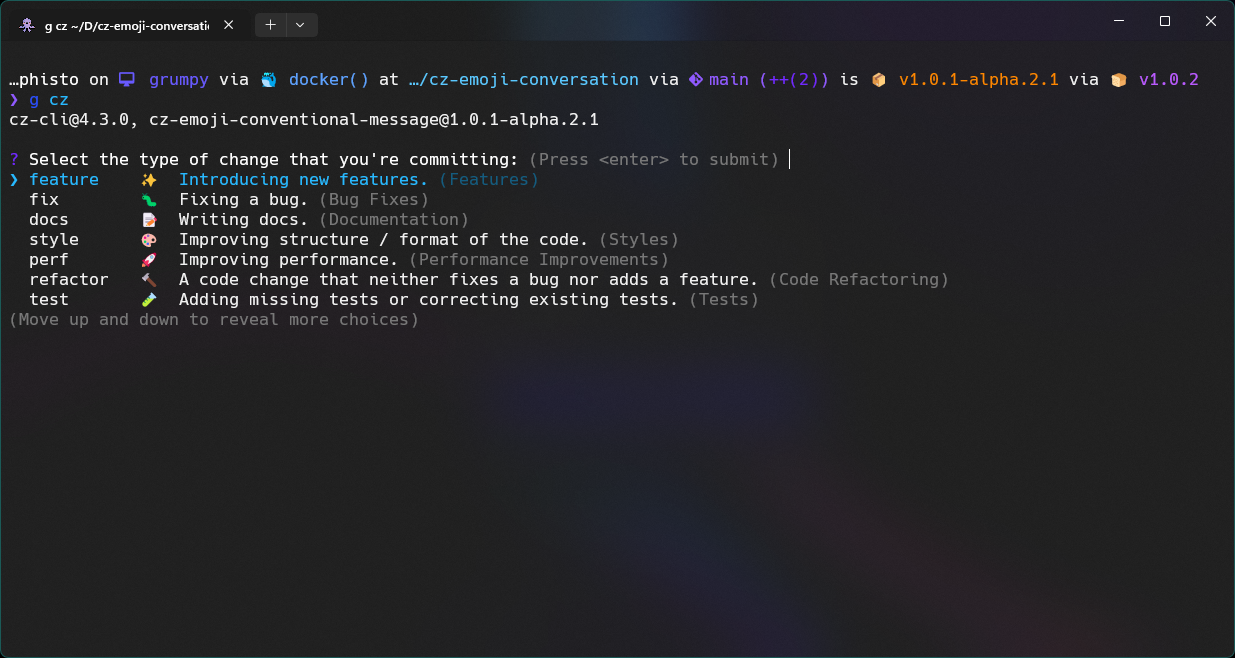 g cz ~/D/cz-emoji-conversati
…phisto on grumpy via 🐳 docker() at …/cz-emoji-conversation via main (++(2)) is 📦 v1.0.1-alpha.2.1 via 🍞 v1.0.2
❯ g cz
cz-cli@4.3.0, cz-emoji-conventional-message@1.0.1-alpha.2.1
? Select the type of change that you're committing: (Press <enter> to submit)
❯ feature ✨ Introducing new features. (Features)
fix 🐛 Fixing a bug. (Bug Fixes)
docs 📝 Writing docs. (Documentation)
style 🎨 Improving structure / format of the code. (Styles)
perf 🚀 Improving performance. (Performance Improvements)
refactor 🔨 A code change that neither fixes a bug nor adds a feature. (Code Refactoring)
test 🧪 Adding missing tests or correcting existing tests. (Tests)
(Move up and down to reveal more choices)